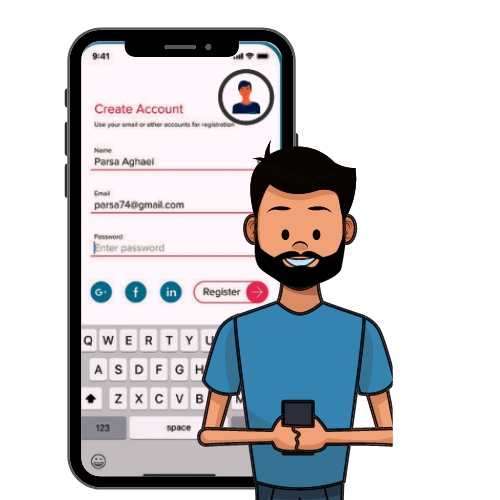 9:41
Create Account
Use your email or other accounts for registration
Name
Parsa Aghaei
Email
parsa74@gmail.com
Password
Enter password
G+ f in Register
Q W E R T Y U
A S D F G H
Z X C V B M
123 space